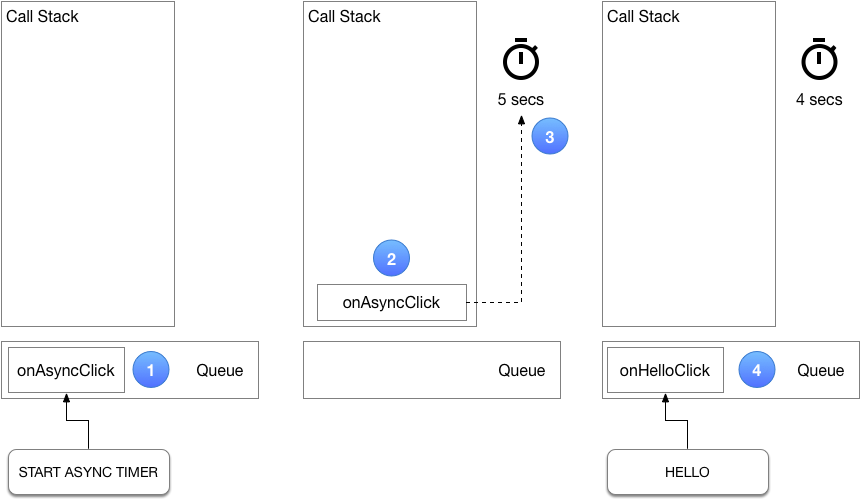 Call Stack
onAsyncClick
1
Queue
START ASYNC TIMER
Call Stack
5 secs
3
2
onAsyncClick
Queue
Call Stack
4 secs
onHelloClick
4
Queue
HELLO